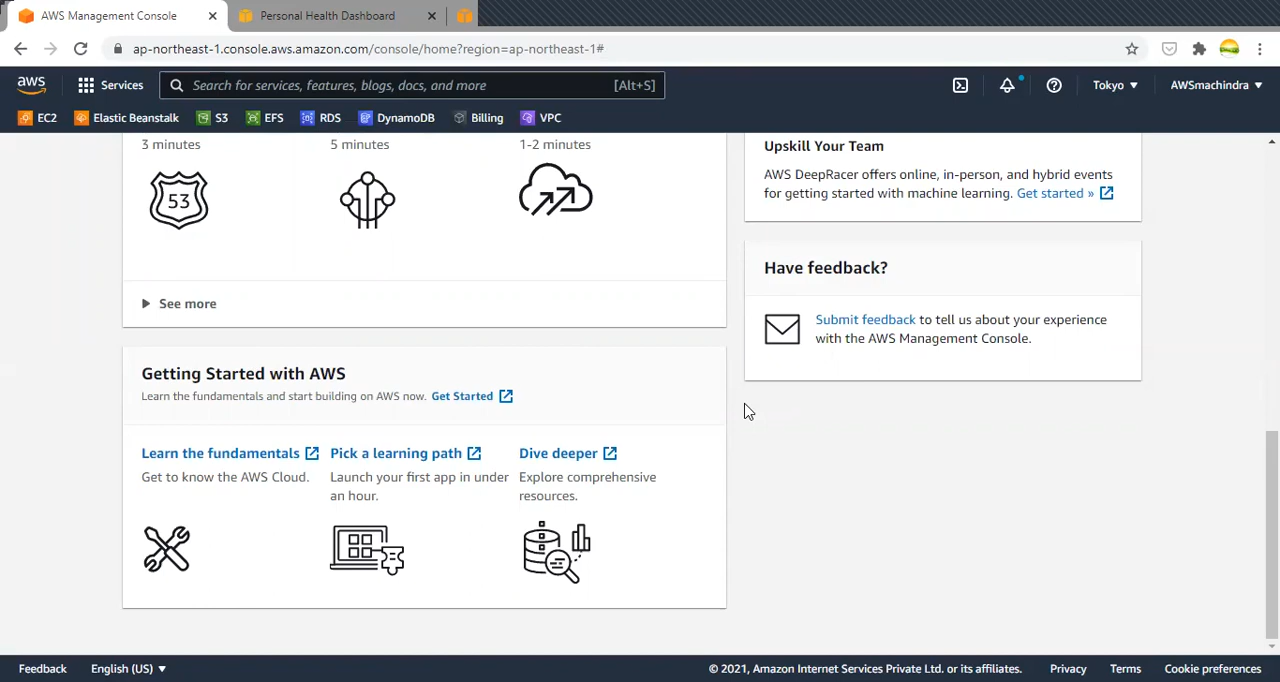 AWS Management Console
Personal Health Dashboard
ap-northeast-1.console.aws.amazon.com/console/home?region=ap-northeast-1#
aws
Services
Search for services, features, blogs, docs, and more
[Alt+S]
Tokyo
AWSmachindra
EC2
Elastic Beanstalk
S3
EFS
RDS
DynamoDB
Billing
VPC
3 minutes
5 minutes
1-2 minutes
53
See more
Upskill Your Team
AWS DeepRacer offers online, in-person, and hybrid events
for getting started with machine learning. Get started »
Have feedback?
Submit feedback to tell us about your experience
with the AWS Management Console.
Getting Started with AWS
Learn the fundamentals and start building on AWS now. Get Started
Learn the fundamentals
Get to know the AWS Cloud.
Pick a learning path
Launch your first app in under
an hour.
Dive deeper
Explore comprehensive
resources.
Feedback
English (US)
© 2021, Amazon Internet Services Private Ltd. or its affiliates.
Privacy
Terms
Cookie preferences